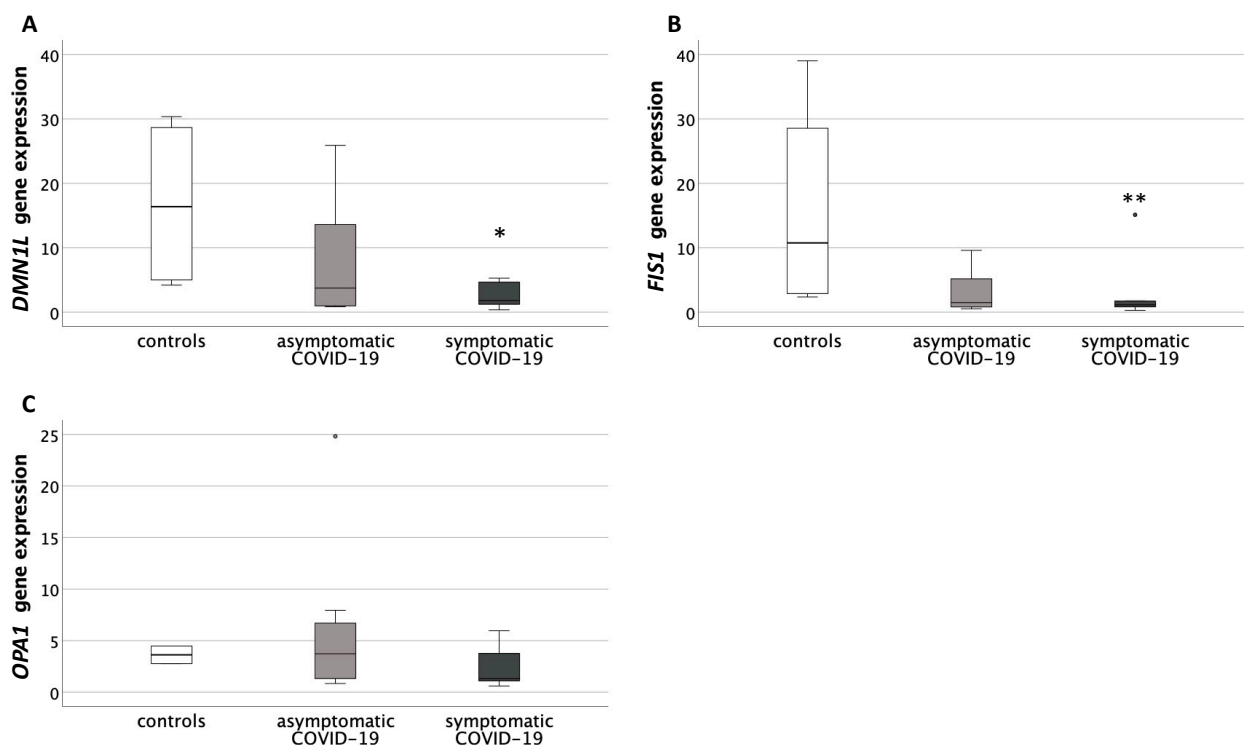 A
DMN1L gene expression
40
30
20
10
0
*
controls
asymptomatic
COVID-19
symptomatic
COVID-19
B
FIS1 gene expression
40
30
20
10
0
**
controls
asymptomatic
COVID-19
symptomatic
COVID-19
C
OPA1 gene expression
25
20
15
10
5
0
controls
asymptomatic
COVID-19
symptomatic
COVID-19